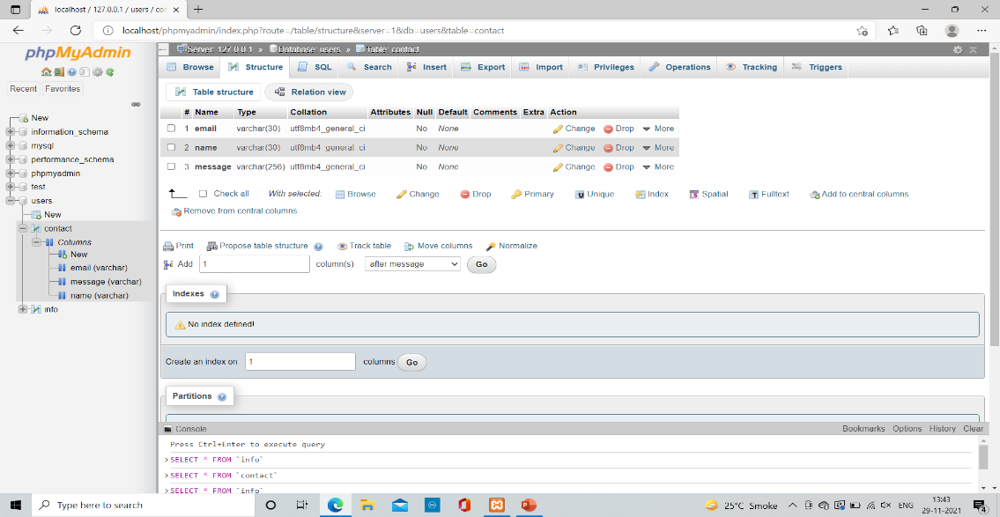 localhost / 127.0.0.1 / users / con
localhost/phpmyadmin/index.php?route=/table/structure&server=1&db=users&table=contact
phpMyAdmin
Recent Favorites
New
information_schema
mysql
performance_schema
phpmyadmin
test
users
New
contact
Columns
New
email (varchar)
message (varchar)
name (varchar)
info
Server: 127.0.0.1 » Database: users » Table: contact
Browse Structure SQL Search Insert Export Import Privileges Operations Tracking Triggers
Table structure Relation view
# Name Type Collation Attributes Null Default Comments Extra Action
1 email varchar(30) utf8mb4_general_ci No None Change Drop More
2 name varchar(30) utf8mb4_general_ci No None Change Drop More
3 message varchar(256) utf8mb4_general_ci No None Change Drop More
Check all With selected: Browse Change Drop Primary Unique Index Spatial Fulltext Add to central columns
Remove from central columns
Print Propose table structure Track table Move columns Normalize
Add 1 column(s) after message Go
Indexes
No index defined!
Create an index on 1 columns Go
Partitions
Console Bookmarks Options History Clear
Press Ctrl+Enter to execute query
>SELECT * FROM `info`
>SELECT * FROM `contact`
>SELECT * FROM `info`
Type here to search
25°C Smoke
ENG
13:43
29-11-2021
4